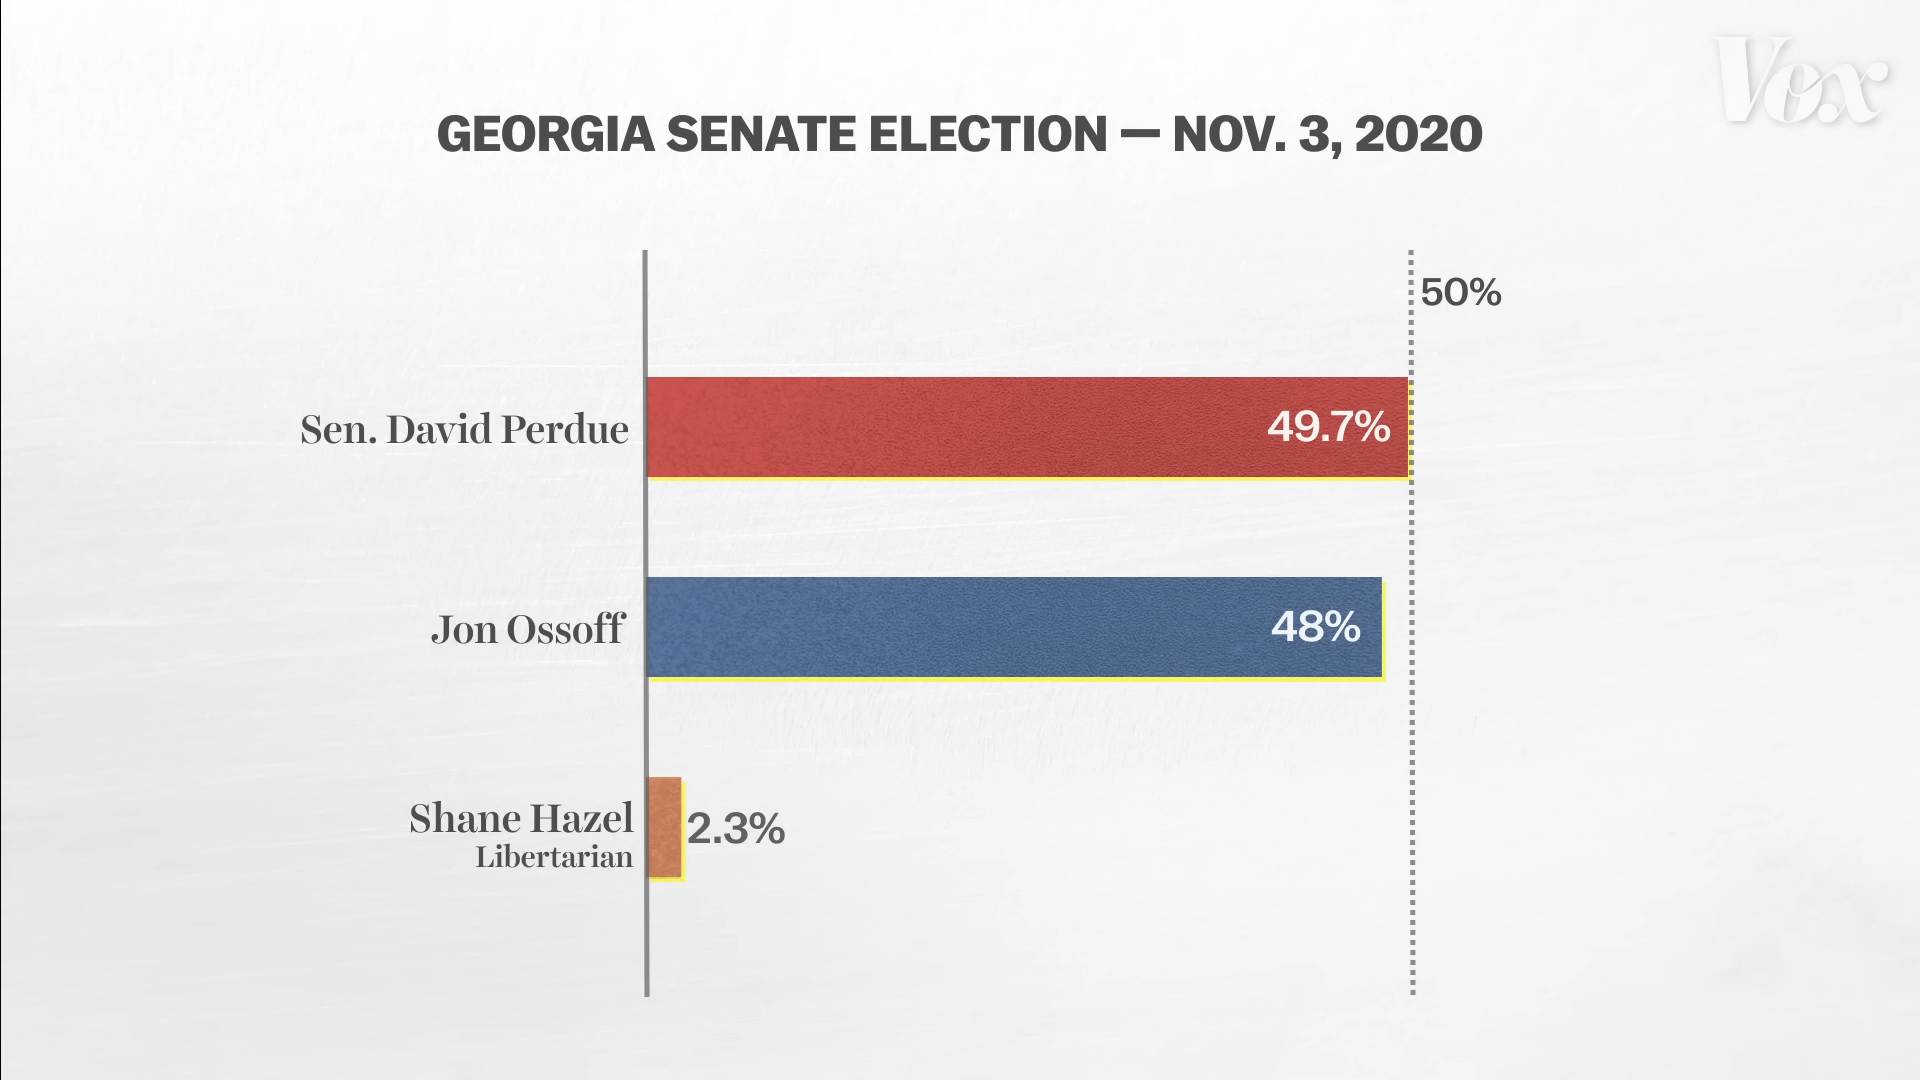 Vox
GEORGIA SENATE ELECTION — NOV. 3, 2020
50%
Sen. David Perdue
49.7%
Jon Ossoff
48%
Shane Hazel
Libertarian
2.3%